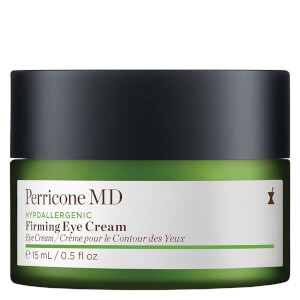 Perricone MD
HYPOALLERGENIC
Firming Eye Cream
Eye Cream / Crème pour le Contour des Yeux
℮ 15 mL / 0.5 fl oz